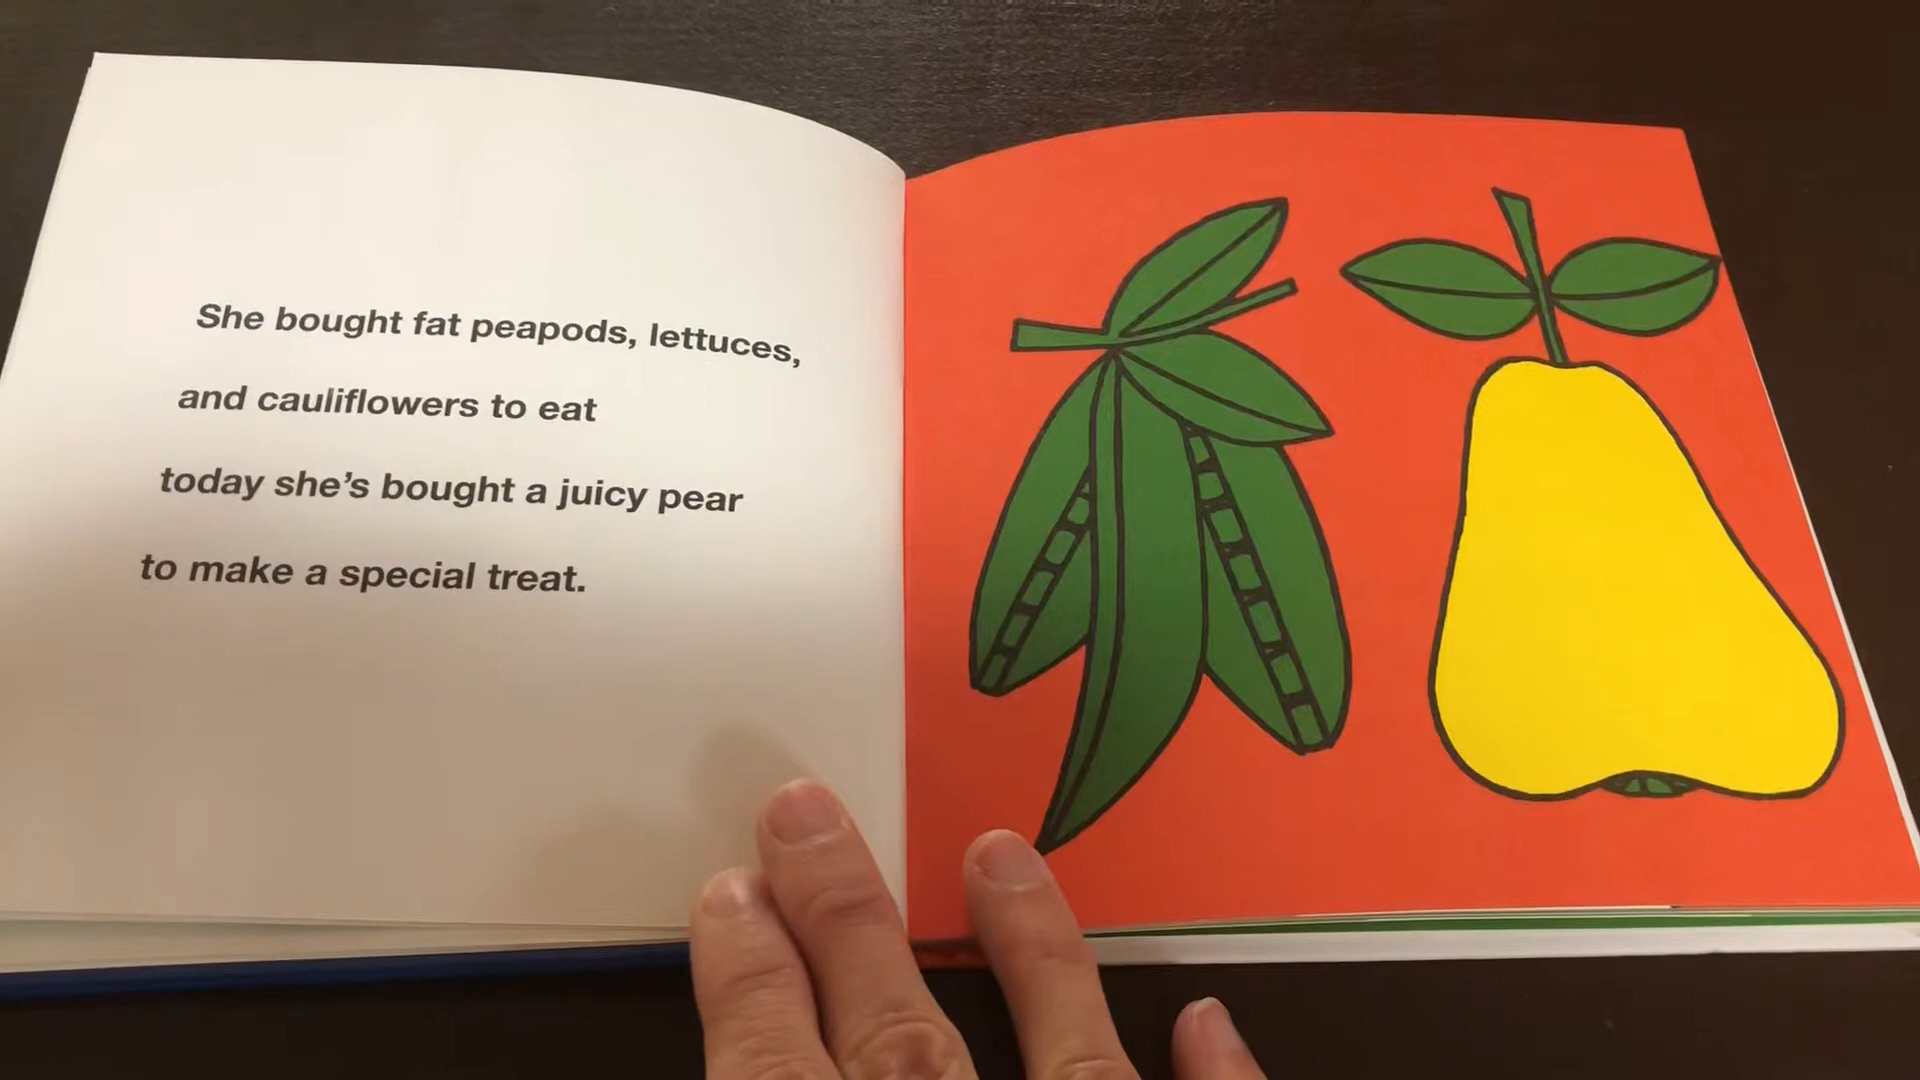 She bought fat peapods, lettuces,
and cauliflowers to eat
today she's bought a juicy pear
to make a special treat.